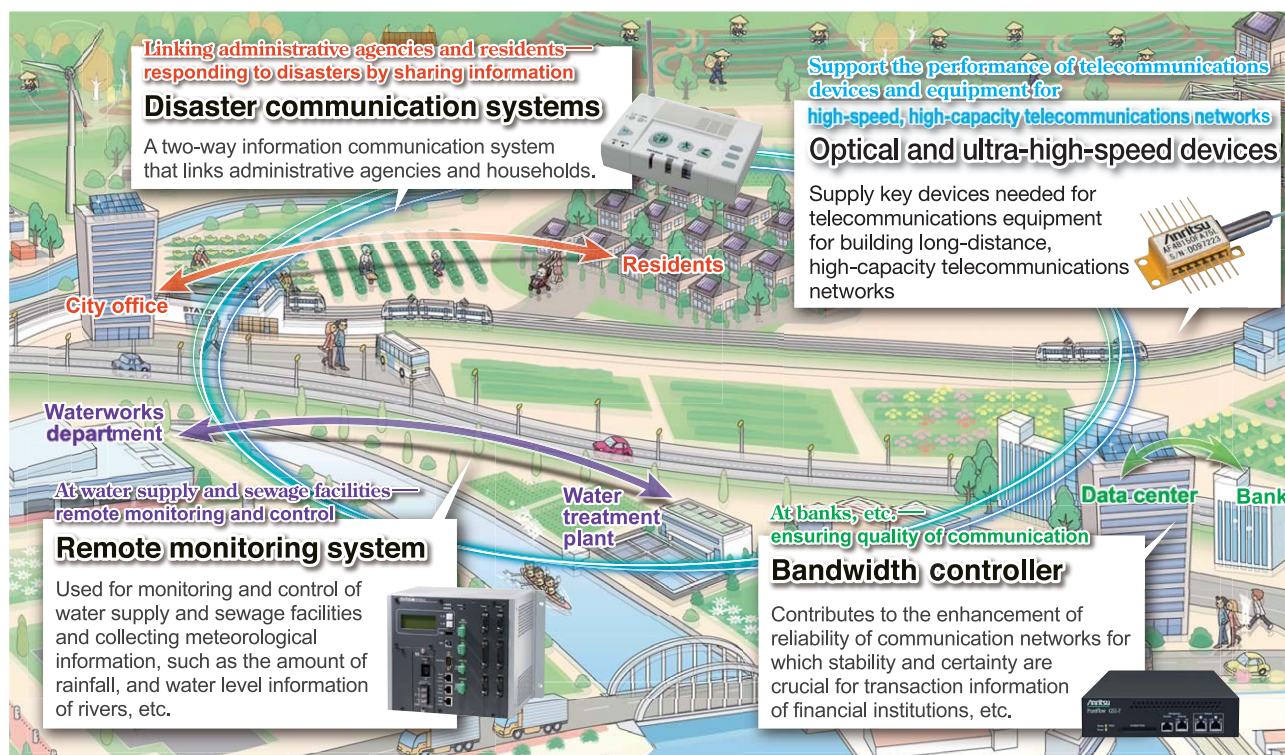 Linking administrative agencies and residents—
responding to disasters by sharing information
Disaster communication systems
A two-way information communication system
that links administrative agencies and households.
Support the performance of telecommunications
devices and equipment for
high-speed, high-capacity telecommunications networks
Optical and ultra-high-speed devices
Supply key devices needed for
telecommunications equipment
for building long-distance,
high-capacity telecommunications
networks
Anritsu
AF4B150FA75L
S/N:D097223
City office
Residents
STATION
Waterworks
department
Water
treatment
plant
At water supply and sewage facilities—
remote monitoring and control
Remote monitoring system
Used for monitoring and control of
water supply and sewage facilities
and collecting meteorological
information, such as the amount of
rainfall, and water level information
of rivers, etc.
Data center
Bank
At banks, etc.—
ensuring quality of communication
Bandwidth controller
Contributes to the enhancement of
reliability of communication networks for
which stability and certainty are
crucial for transaction information
of financial institutions, etc.
Anritsu
PureFlow